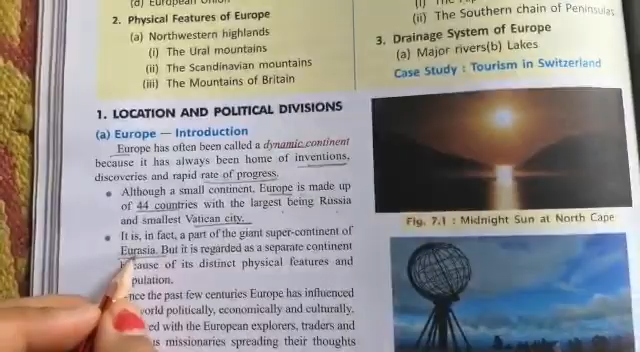 (d) European Union
2. Physical Features of Europe
(a) Northwestern highlands
(i) The Ural mountains
(ii) The Scandinavian mountains
(iii) The Mountains of Britain
(i) The
(ii) The Southern chain of Peninsulas
3. Drainage System of Europe
(a) Major rivers(b) Lakes
Case Study : Tourism in Switzerland
1. LOCATION AND POLITICAL DIVISIONS
(a) Europe — Introduction
Europe has often been called a dynamic continent
because it has always been home of inventions,
discoveries and rapid rate of progress.
• Although a small continent, Europe is made up
of 44 countries with the largest being Russia
and smallest Vatican city.
• It is, in fact, a part of the giant super-continent of
Eurasia. But it is regarded as a separate continent
of its distinct physical features and
past few centuries Europe has influenced
politically, economically and culturally,
with the European explorers, traders and
missionaries spreading their thoughts
Fig. 7.1 : Midnight Sun at North Cape